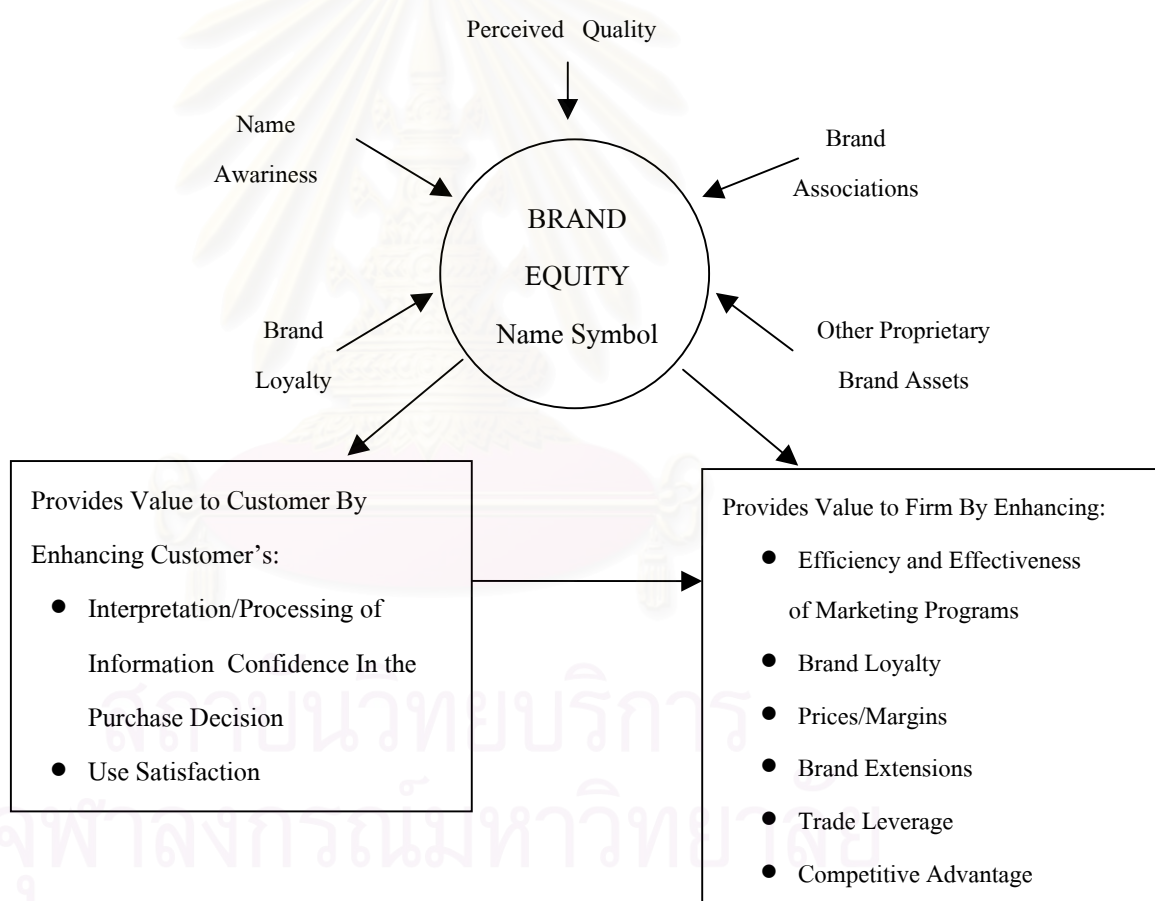 Perceived Quality
Name
Awariness
Brand
Associations
BRAND
EQUITY
Name Symbol
Brand
Loyalty
Other Proprietary
Brand Assets
Provides Value to Customer By
Enhancing Customer’s:
● Interpretation/Processing of
Information Confidence In the
Purchase Decision
● Use Satisfaction
Provides Value to Firm By Enhancing:
● Efficiency and Effectiveness
of Marketing Programs
● Brand Loyalty
● Prices/Margins
● Brand Extensions
● Trade Leverage
● Competitive Advantage
สถาบันวิทยบริการ
จุฬาลงกรณ์มหาวิทยาลัย